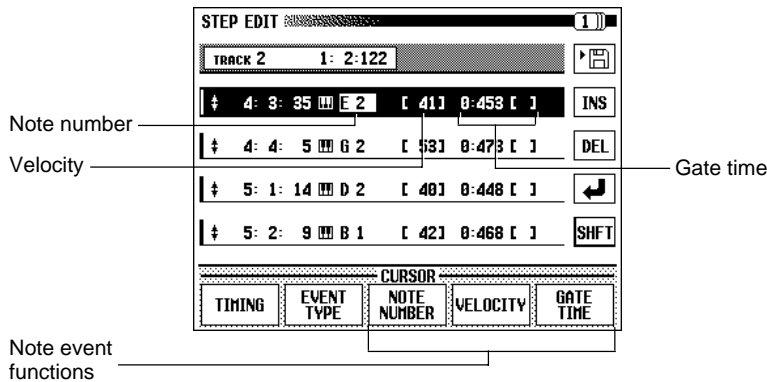 STEP EDIT 1
TRACK 2 1: 2:122
4: 3: 35 E 2 [ 41] 0:453 [ ] INS
Note number
4: 4: 5 G 2 [ 53] 0:473 [ ] DEL
Velocity
Gate time
5: 1: 14 D 2 [ 40] 0:448 [ ]
5: 2: 9 B 1 [ 42] 0:468 [ ] SHFT
CURSOR
TIMING EVENT TYPE NOTE NUMBER VELOCITY GATE TIME
Note event
functions